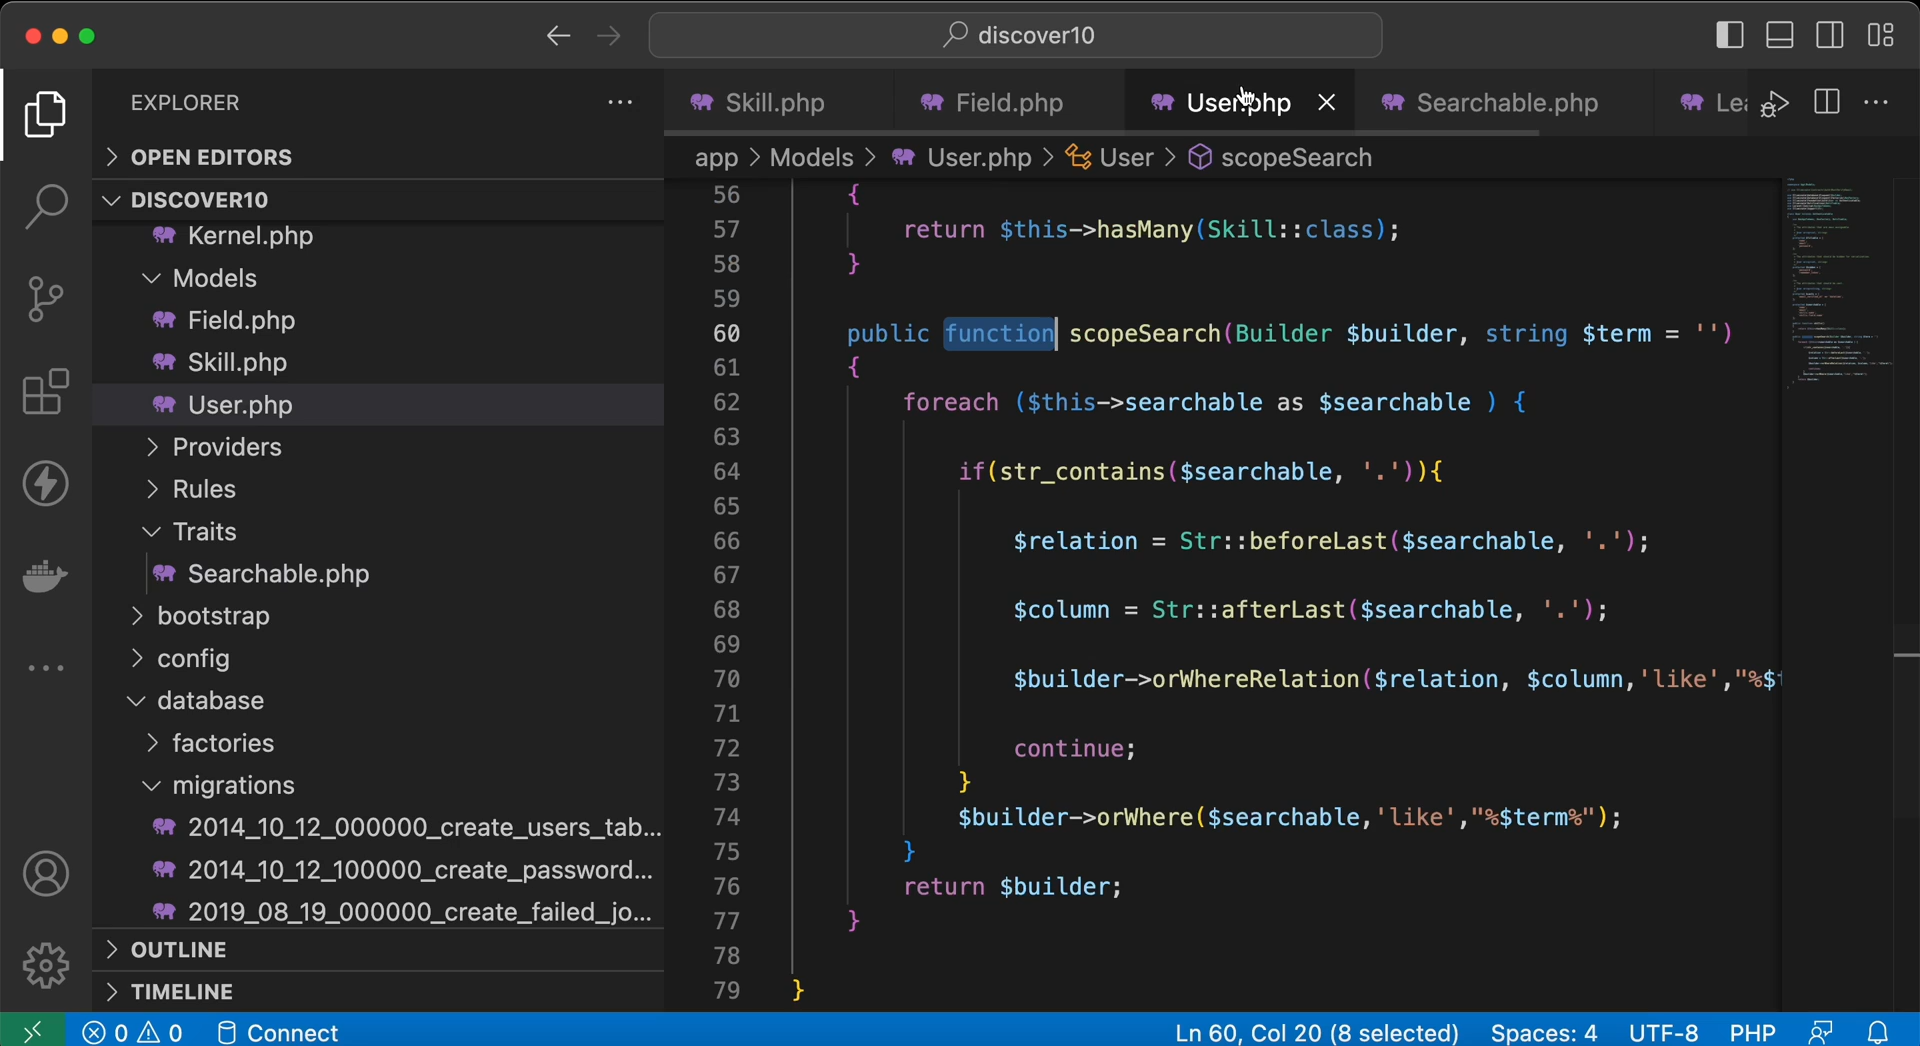 discover10
EXPLORER
OPEN EDITORS
DISCOVER10
Kernel.php
Models
Field.php
Skill.php
User.php
Providers
Rules
Traits
Searchable.php
bootstrap
config
database
factories
migrations
2014_10_12_000000_create_users_tab...
2014_10_12_100000_create_password...
2019_08_19_000000_create_failed_jo...
OUTLINE
TIMELINE
Skill.php
Field.php
User.php
Searchable.php
Lea
app > Models > User.php > User > scopeSearch
56 {
57 return $this->hasMany(Skill::class);
58 }
59
60 public function scopeSearch(Builder $builder, string $term = '')
61 {
62 foreach ($this->searchable as $searchable ) {
63
64 if(str_contains($searchable, '.')){
65
66 $relation = Str::beforeLast($searchable, '.');
67
68 $column = Str::afterLast($searchable, '.');
69
70 $builder->orWhereRelation($relation, $column,'like',"%$t
71
72 continue;
73 }
74 $builder->orWhere($searchable,'like',"%$term%");
75 }
76 return $builder;
77 }
78
79 }
0 0 Connect
Ln 60, Col 20 (8 selected) Spaces: 4 UTF-8 PHP